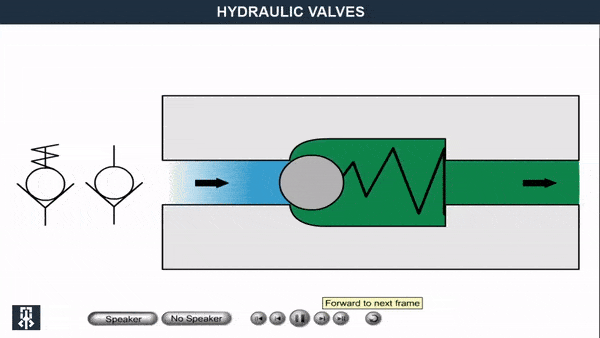 HYDRAULIC VALVES
Forward to next frame
Speaker
No Speaker